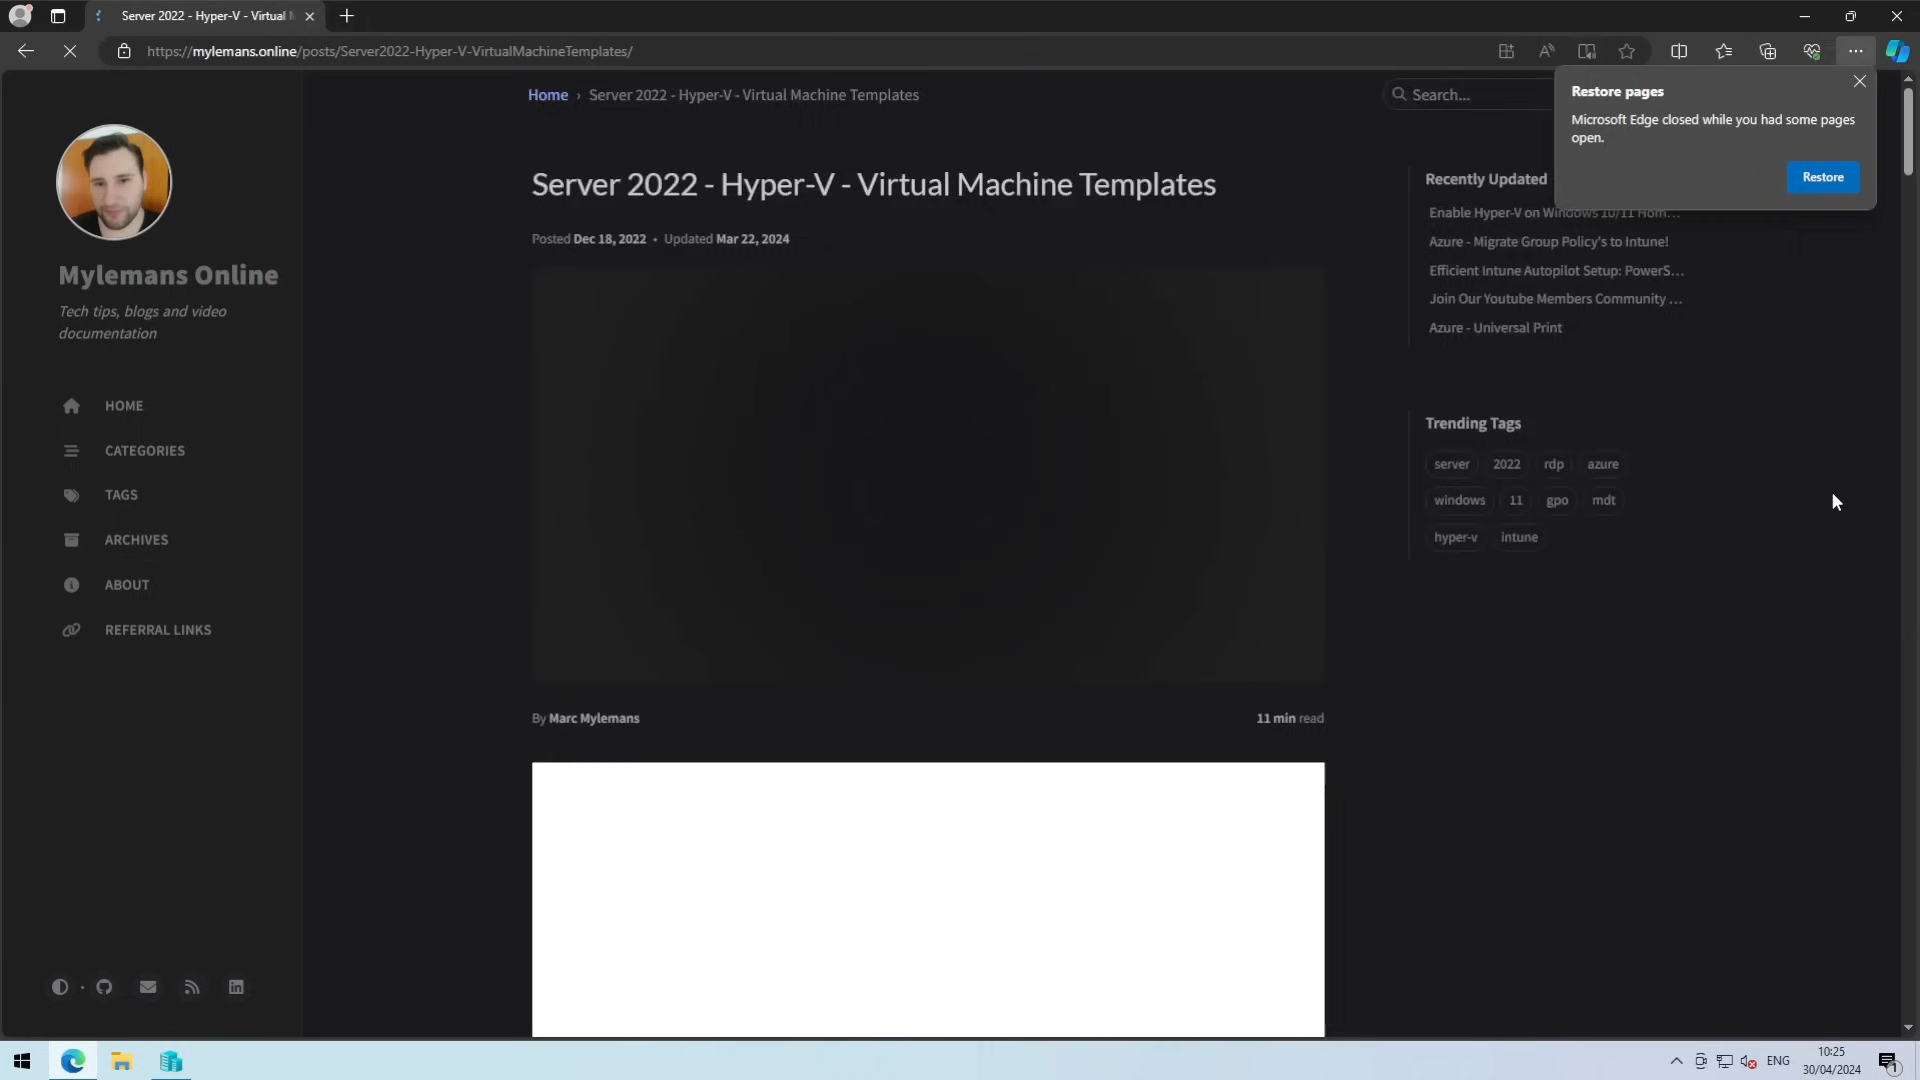 Server 2022 - Hyper-V - Virtual M
https://mylemans.online/posts/Server2022-Hyper-V-VirtualMachineTemplates/
Restore pages
Microsoft Edge closed while you had some pages
open.
Restore
Home › Server 2022 - Hyper-V - Virtual Machine Templates
Search...
Mylemans Online
Tech tips, blogs and video
documentation
HOME
CATEGORIES
TAGS
ARCHIVES
ABOUT
REFERRAL LINKS
Server 2022 - Hyper-V - Virtual Machine Templates
Posted Dec 18, 2022 • Updated Mar 22, 2024
By Marc Mylemans
11 min read
Recently Updated
Enable Hyper-V on Windows 10/11 Hom...
Azure - Migrate Group Policy's to Intune!
Efficient Intune Autopilot Setup: PowerS...
Join Our Youtube Members Community ...
Azure - Universal Print
Trending Tags
server 2022 rdp azure
windows 11 gpo mdt
hyper-v intune
ENG
10:25
30/04/2024
1